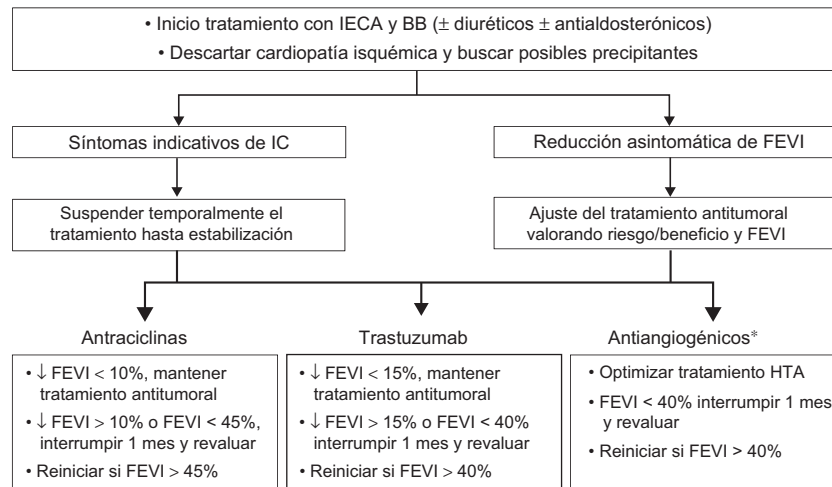 • Inicio tratamiento con IECA y BB (± diuréticos ± antialdosterónicos)
• Descartar cardiopatía isquémica y buscar posibles precipitantes
Síntomas indicativos de IC
Reducción asintomática de FEVI
Suspender temporalmente el
tratamiento hasta estabilización
Ajuste del tratamiento antitumoral
valorando riesgo/beneficio y FEVI
Antraciclinas
• ↓ FEVI < 10%, mantener
tratamiento antitumoral
• ↓ FEVI > 10% o FEVI < 45%,
interrumpir 1 mes y revaluar
• Reiniciar si FEVI > 45%
Trastuzumab
• ↓ FEVI < 15%, mantener
tratamiento antitumoral
• ↓ FEVI > 15% o FEVI < 40%
interrumpir 1 mes y revaluar
• Reiniciar si FEVI > 40%
Antiangiogénicos*
• Optimizar tratamiento HTA
• FEVI < 40% interrumpir 1 mes
y revaluar
• Reiniciar si FEVI > 40%